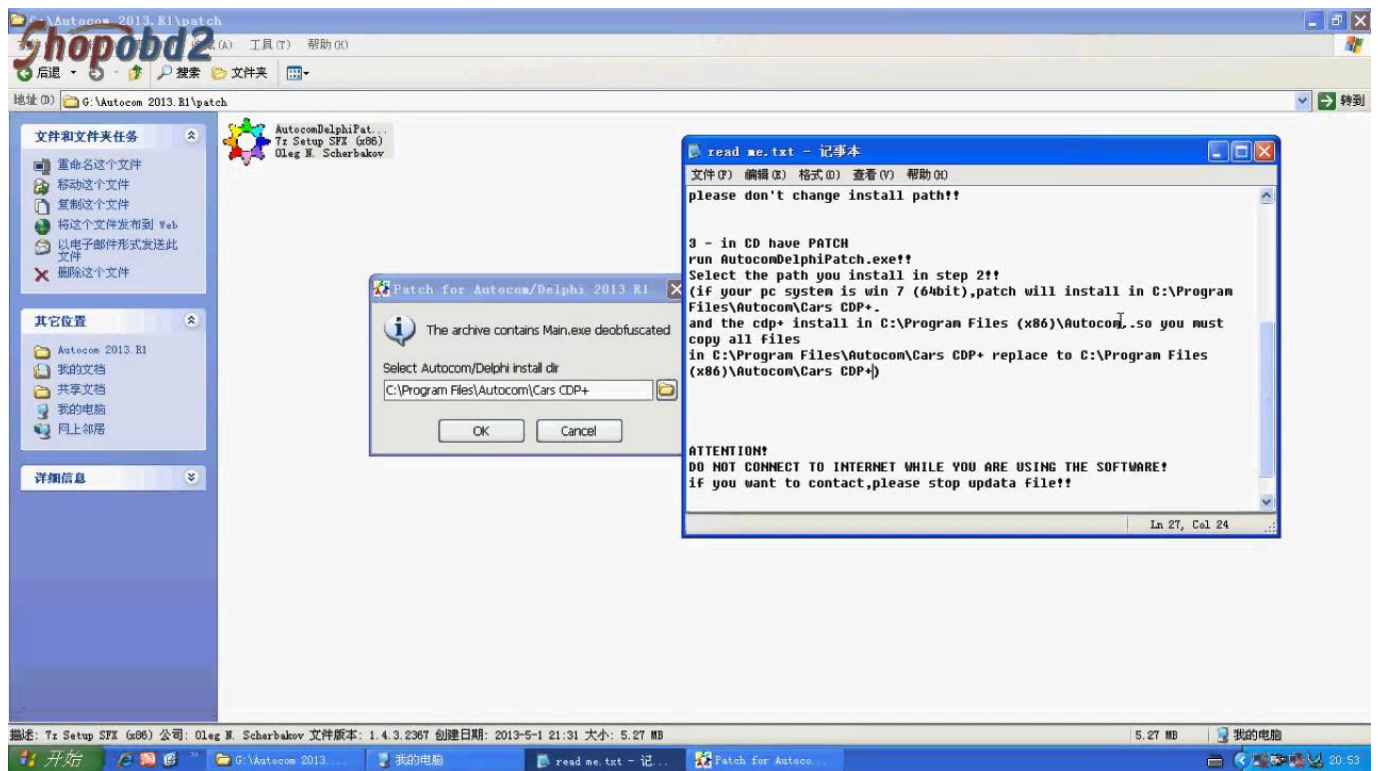 G:\Autocom 2013.R1\patch
Shopobd2
工具(T) 帮助(H)
后退 搜索 文件夹
地址(D) G:\Autocom 2013.R1\patch 转到
文件和文件夹任务
重命名这个文件
移动这个文件
复制这个文件
将这个文件发布到 Web
以电子邮件形式发送此
文件
删除这个文件
其它位置
Autocom 2013 R1
我的文档
共享文档
我的电脑
网上邻居
详细信息
AutocomDelphiPat...
7z Setup SFX (x86)
Oleg N. Scherbakov
Patch for Autocom/Delphi 2013 R1
The archive contains Main.exe deobfuscated
Select Autocom/Delphi install dir
C:\Program Files\Autocom\Cars CDP+
OK Cancel
read me.txt - 记事本
文件(F) 编辑(E) 格式(O) 查看(V) 帮助(H)
please don't change install path!!
3 - in CD have PATCH
run AutocomDelphiPatch.exe!!
Select the path you install in step 2!!
(if your pc system is win 7 (64bit),patch will install in C:\Program
Files\Autocom\Cars CDP+.
and the cdp+ install in C:\Program Files (x86)\Autocom,.so you must
copy all files
in C:\Program Files\Autocom\Cars CDP+ replace to C:\Program Files
(x86)\Autocom\Cars CDP+)
ATTENTION!
DO NOT CONNECT TO INTERNET WHILE YOU ARE USING THE SOFTWARE!
if you want to contact,please stop updata file!!
Ln 27, Col 24
描述: 7z Setup SFX (x86) 公司: Oleg N. Scherbakov 文件版本: 1.4.3.2367 创建日期: 2013-5-1 21:31 大小: 5.27 MB 5.27 MB 我的电脑
开始 G:\Autocom 2013.... 我的电脑 read me.txt - 记... Patch for Autoco... 20:53